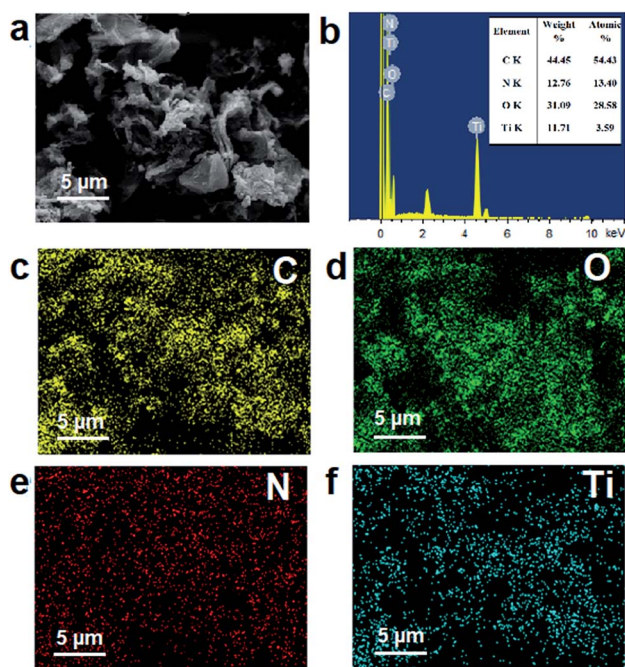 a
5 µm
b
N
Ti
O
C
Ti
Element Weight % Atomic %
C K 44.45 54.43
N K 12.76 13.40
O K 31.09 28.58
Ti K 11.71 3.59
0 2 4 6 8 10 keV
c
C
5 µm
d
O
5 µm
e
N
5 µm
f
Ti
5 µm